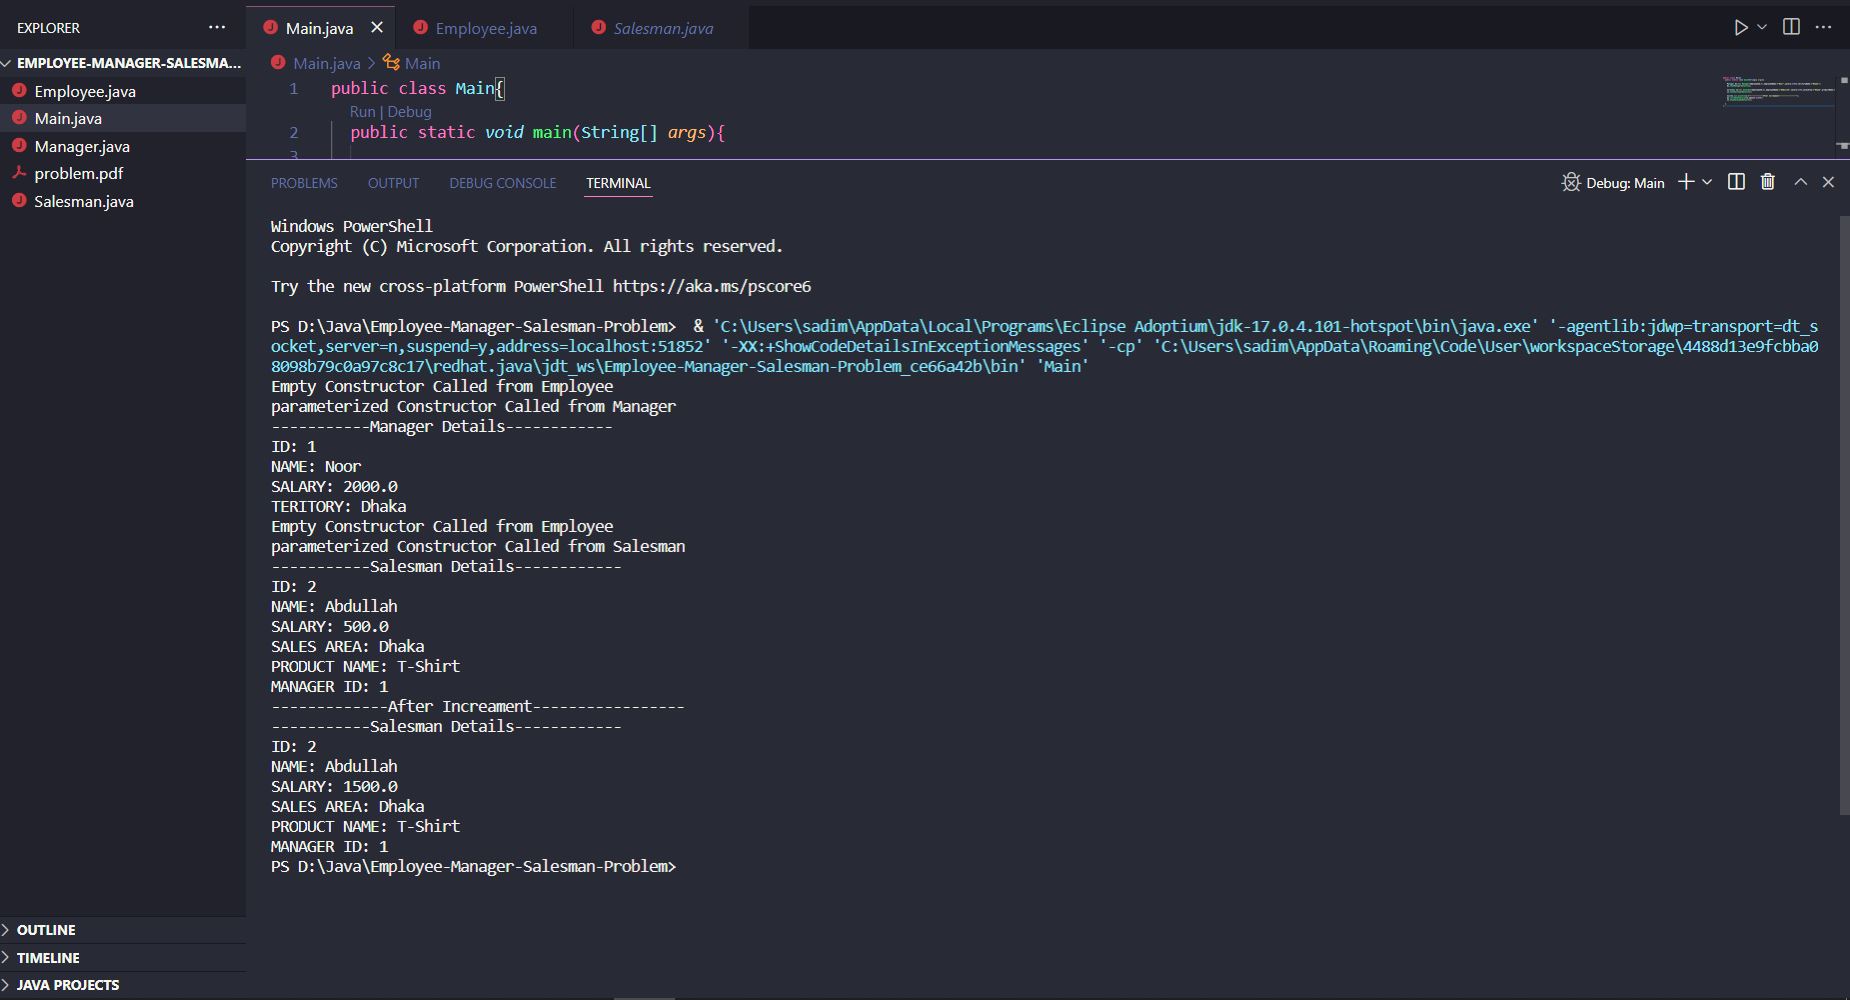 EXPLORER
EMPLOYEE-MANAGER-SALESMA...
Employee.java
Main.java
Manager.java
problem.pdf
Salesman.java
OUTLINE
TIMELINE
JAVA PROJECTS
Main.java Employee.java Salesman.java
Main.java > Main
1 public class Main{
Run | Debug
2 public static void main(String[] args){
3
PROBLEMS OUTPUT DEBUG CONSOLE TERMINAL
Debug: Main
Windows PowerShell
Copyright (C) Microsoft Corporation. All rights reserved.
Try the new cross-platform PowerShell https://aka.ms/pscore6
PS D:\Java\Employee-Manager-Salesman-Problem>  & 'C:\Users\sadim\AppData\Local\Programs\Eclipse Adoptium\jdk-17.0.4.101-hotspot\bin\java.exe' '-agentlib:jdwp=transport=dt_s
ocket,server=n,suspend=y,address=localhost:51852' '-XX:+ShowCodeDetailsInExceptionMessages' '-cp' 'C:\Users\sadim\AppData\Roaming\Code\User\workspaceStorage\4488d13e9fcbba0
8098b79c0a97c8c17\redhat.java\jdt_ws\Employee-Manager-Salesman-Problem_ce66a42b\bin' 'Main'
Empty Constructor Called from Employee
parameterized Constructor Called from Manager
-----------Manager Details------------
ID: 1
NAME: Noor
SALARY: 2000.0
TERITORY: Dhaka
Empty Constructor Called from Employee
parameterized Constructor Called from Salesman
-----------Salesman Details------------
ID: 2
NAME: Abdullah
SALARY: 500.0
SALES AREA: Dhaka
PRODUCT NAME: T-Shirt
MANAGER ID: 1
-------------After Increament-----------------
-----------Salesman Details------------
ID: 2
NAME: Abdullah
SALARY: 1500.0
SALES AREA: Dhaka
PRODUCT NAME: T-Shirt
MANAGER ID: 1
PS D:\Java\Employee-Manager-Salesman-Problem>